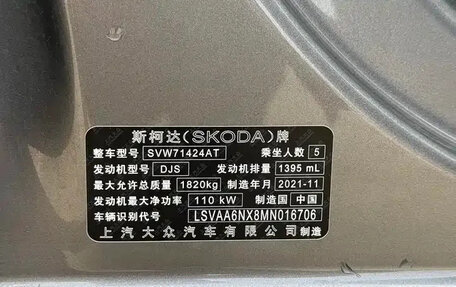 斯柯达(SKODA)牌
整车型号 SVW71424AT 乘坐人数 5
发动机型号 DJS 发动机排量 1395 mL
最大允许总质量 1820kg 制造年月 2021-11
发动机最大净功率 110 kW 制造国 中国
车辆识别代号 LSVAA6NX8MN016706
上汽大众汽车有限公司 制造